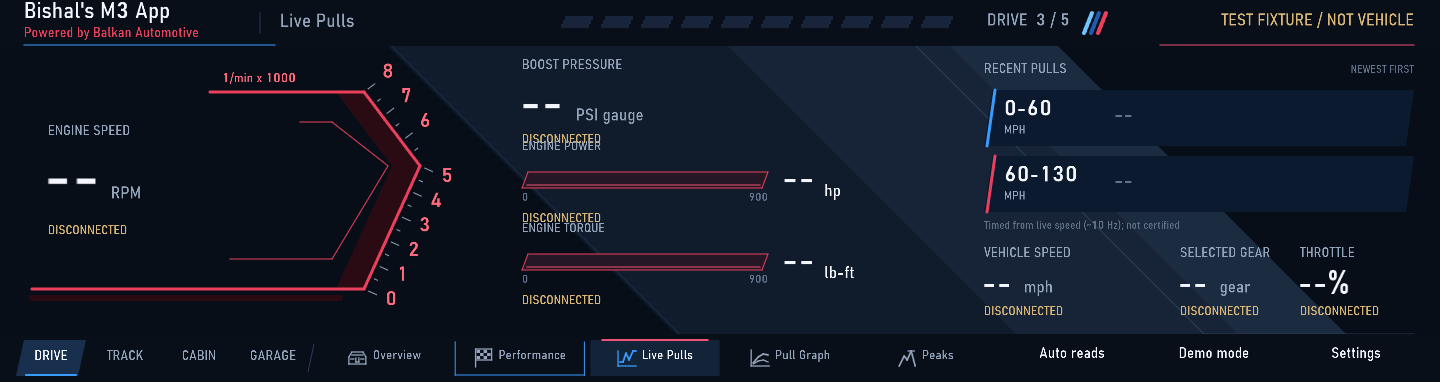 Bishal's M3 App
Powered by Balkan Automotive
Live Pulls
DRIVE 3 / 5
TEST FIXTURE / NOT VEHICLE
1/min x 1000
8
7
6
5
4
3
2
1
0
ENGINE SPEED
-- RPM
DISCONNECTED
BOOST PRESSURE
-- PSI gauge
DISCONNECTED
ENGINE POWER
-- hp
0 900
DISCONNECTED
ENGINE TORQUE
-- lb-ft
0 900
DISCONNECTED
RECENT PULLS
NEWEST FIRST
0-60 --
MPH
60-130 --
MPH
Timed from live speed (~10 Hz); not certified
VEHICLE SPEED
-- mph
DISCONNECTED
SELECTED GEAR
-- gear
DISCONNECTED
THROTTLE
--%
DISCONNECTED
DRIVE TRACK CABIN GARAGE Overview Performance Live Pulls Pull Graph Peaks Auto reads Demo mode Settings